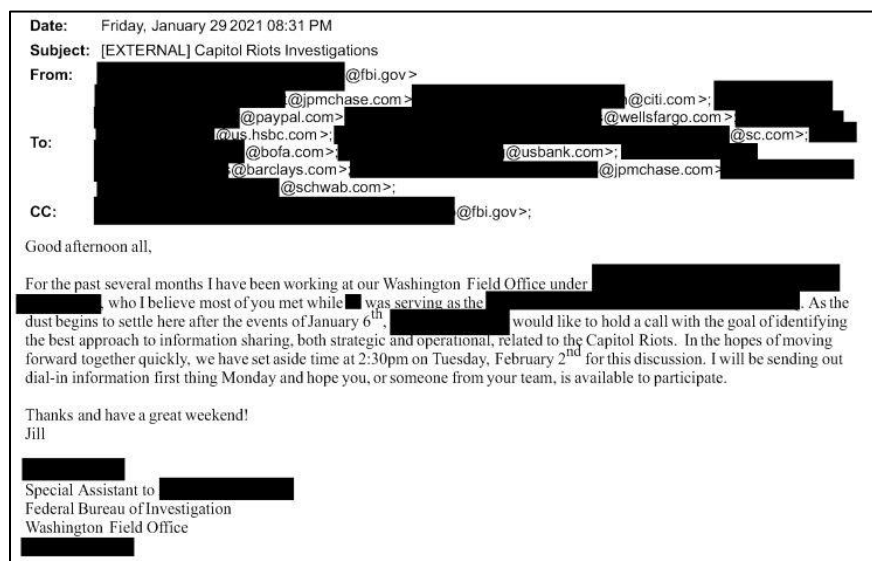 Date: Friday, January 29 2021 08:31 PM
Subject: [EXTERNAL] Capitol Riots Investigations
From: @fbi.gov>
@jpmchase.com> @citi.com>;
@paypal.com> @wellsfargo.com>;
@us.hsbc.com>; @sc.com>;
To: @bofa.com>; @usbank.com>;
@barclays.com>; @jpmchase.com>
@schwab.com>;
CC: @fbi.gov>;
Good afternoon all,
For the past several months I have been working at our Washington Field Office under
, who I believe most of you met while was serving as the . As the
dust begins to settle here after the events of January 6th, would like to hold a call with the goal of identifying
the best approach to information sharing, both strategic and operational, related to the Capitol Riots. In the hopes of moving
forward together quickly, we have set aside time at 2:30pm on Tuesday, February 2nd for this discussion. I will be sending out
dial-in information first thing Monday and hope you, or someone from your team, is available to participate.
Thanks and have a great weekend!
Jill
Special Assistant to
Federal Bureau of Investigation
Washington Field Office